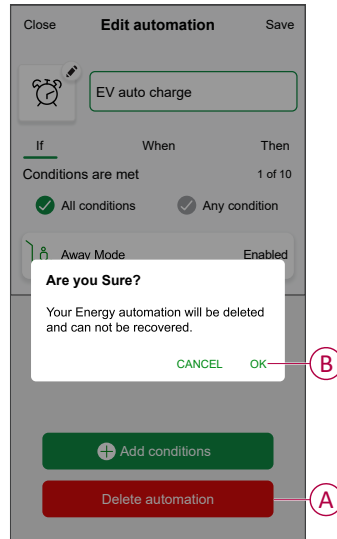 Close Edit automation Save
EV auto charge
If When Then
Conditions are met 1 of 10
All conditions Any condition
Away Mode Enabled
Are you Sure?
Your Energy automation will be deleted
and can not be recovered.
CANCEL OK
B
Add conditions
Delete automation
A